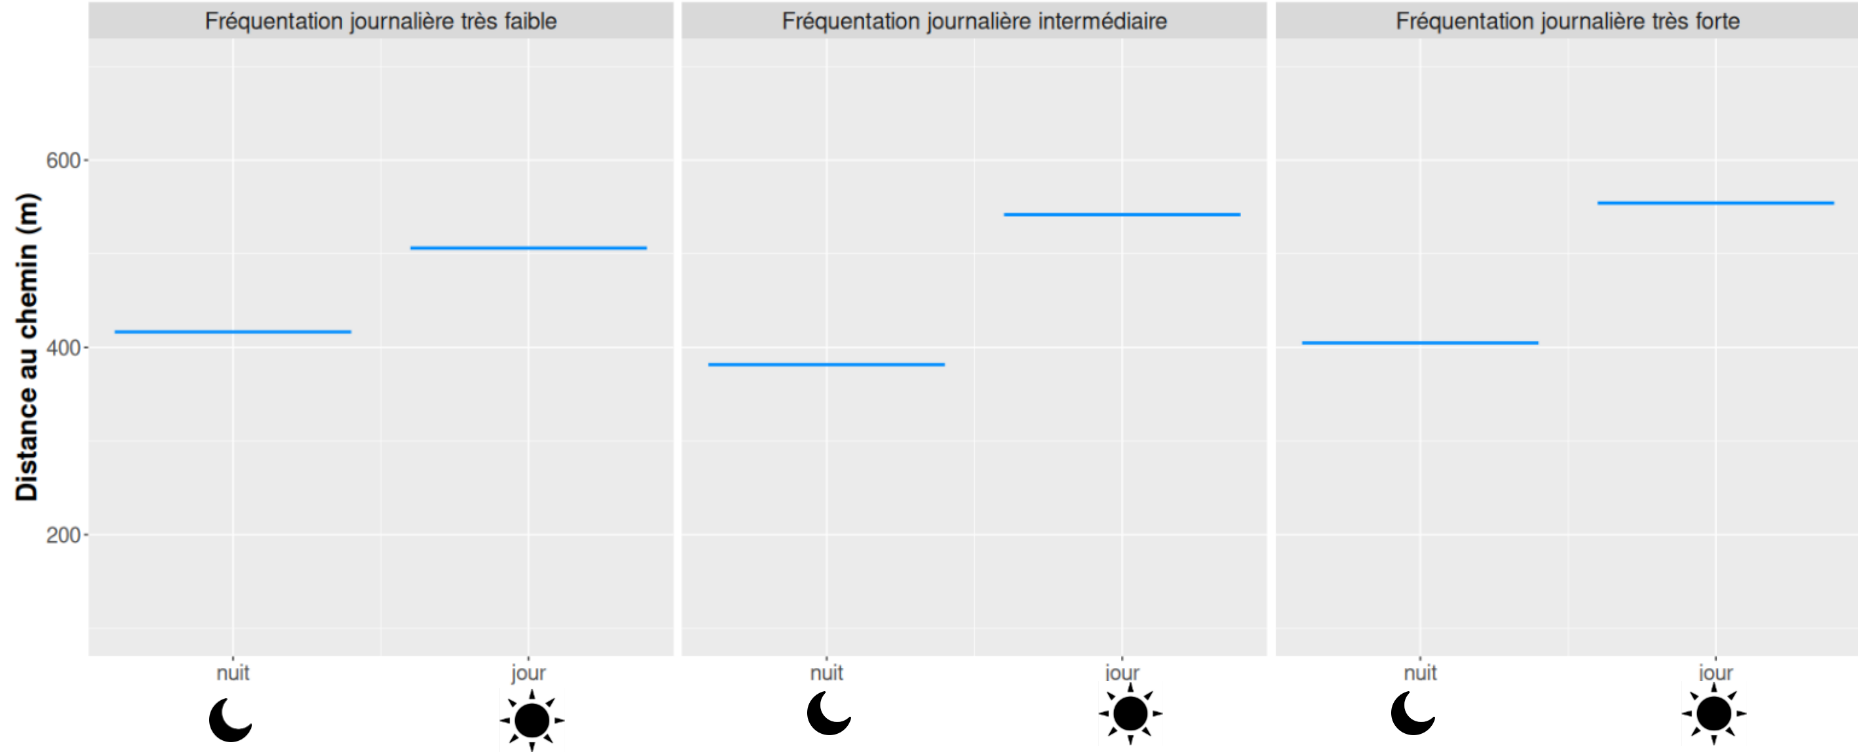 Fréquentation journalière très faible
Fréquentation journalière intermédiaire
Fréquentation journalière très forte
Distance au chemin (m)
600
400
200
nuit
jour
nuit
jour
nuit
jour